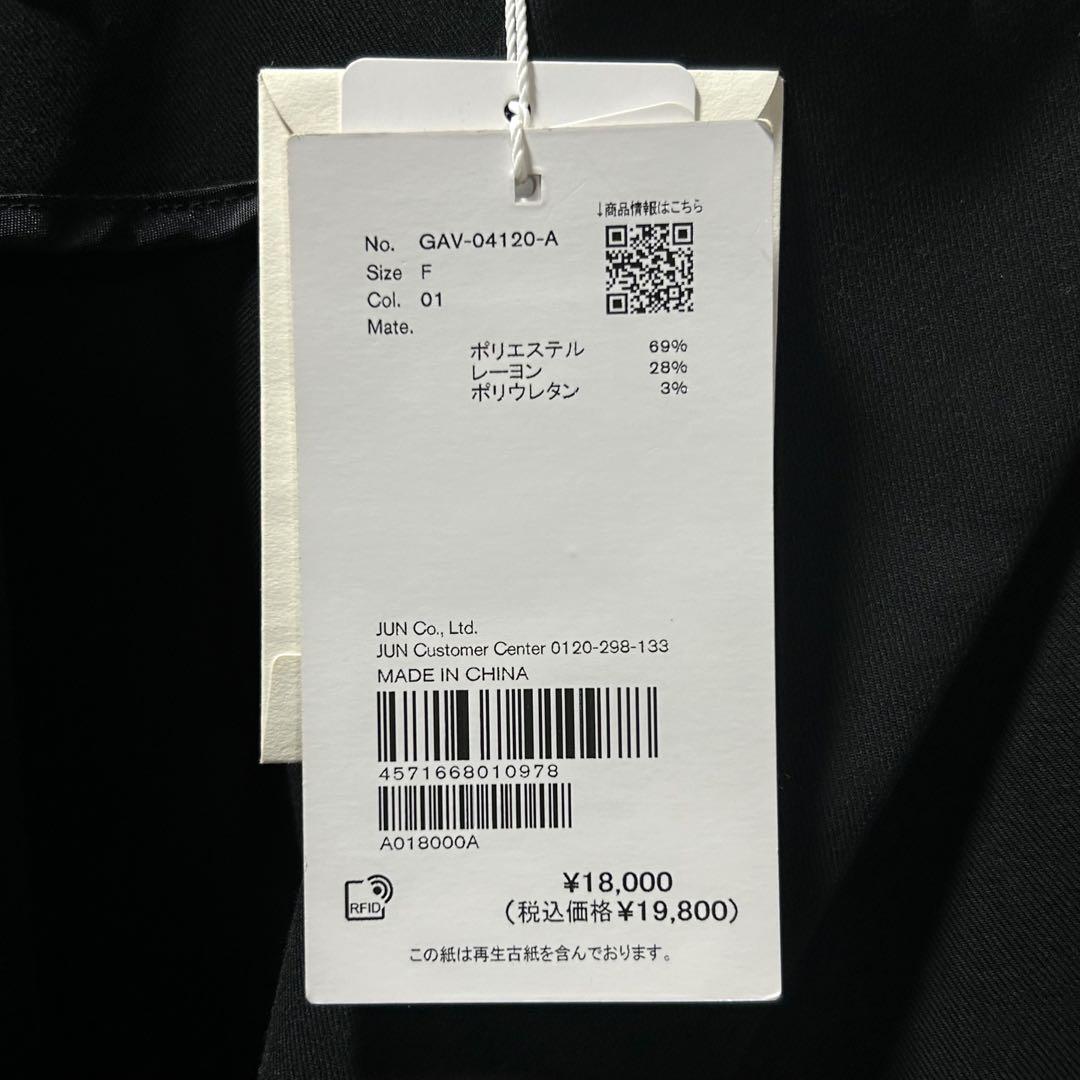 ↓商品情報はこちら
No. GAV-04120-A
Size F
Col. 01
Mate.
ポリエステル 69%
レーヨン 28%
ポリウレタン 3%
JUN Co., Ltd.
JUN Customer Center 0120-298-133
MADE IN CHINA
4571668010978
A018000A
¥18,000
RFID
(税込価格¥19,800)
この紙は再生古紙を含んでおります。